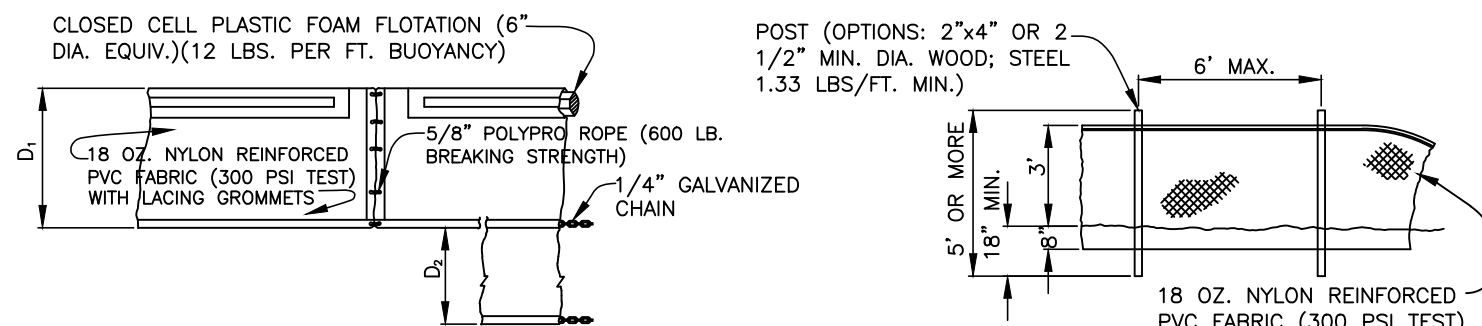 CLOSED CELL PLASTIC FOAM FLOTATION (6"
DIA. EQUIV.)(12 LBS. PER FT. BUOYANCY)
D₁
18 OZ. NYLON REINFORCED
PVC FABRIC (300 PSI TEST)
WITH LACING GROMMETS
5/8" POLYPRO ROPE (600 LB.
BREAKING STRENGTH)
1/4" GALVANIZED
CHAIN
D₂
POST (OPTIONS: 2"x4" OR 2
1/2" MIN. DIA. WOOD; STEEL
1.33 LBS/FT. MIN.)
6' MAX.
5' OR MORE
18" MIN.
3'
8"
18 OZ. NYLON REINFORCED
PVC FABRIC (300 PSI TEST)